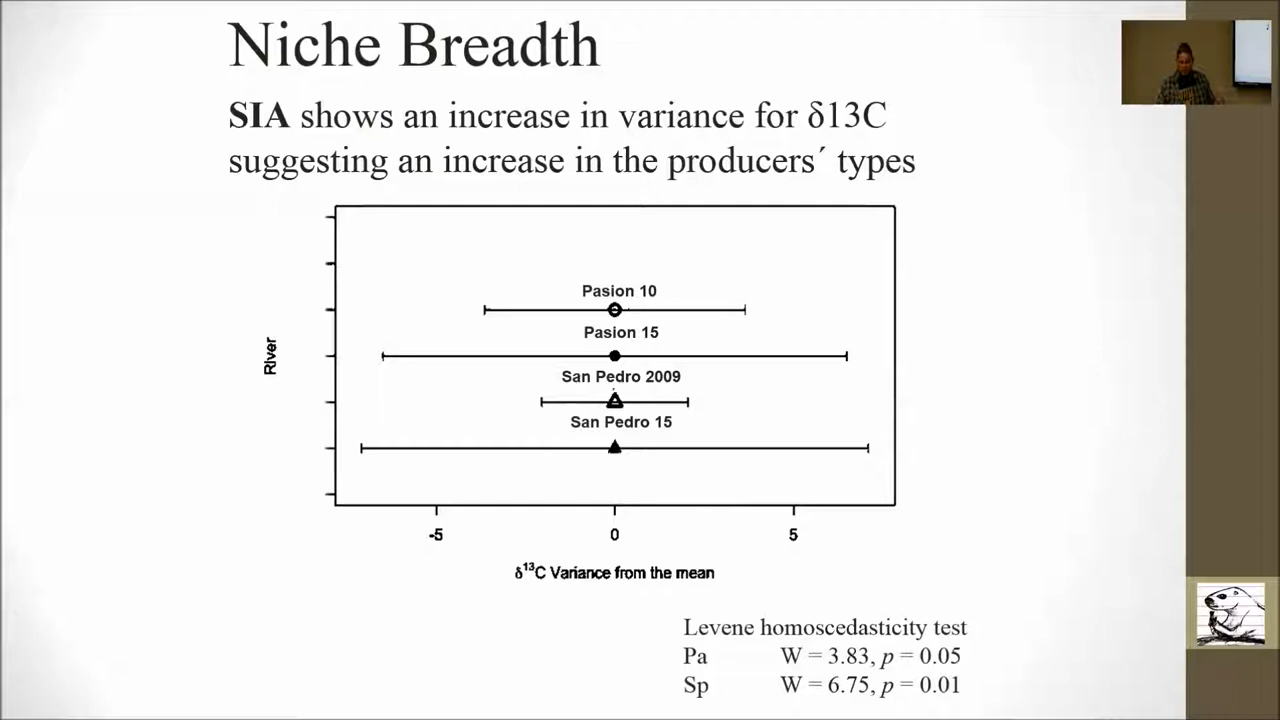 Niche Breadth
SIA shows an increase in variance for δ13C
suggesting an increase in the producers´ types
Pasion 10
Pasion 15
San Pedro 2009
San Pedro 15
River
-5 0 5
δ¹³C Variance from the mean
Levene homoscedasticity test
Pa W = 3.83, p = 0.05
Sp W = 6.75, p = 0.01